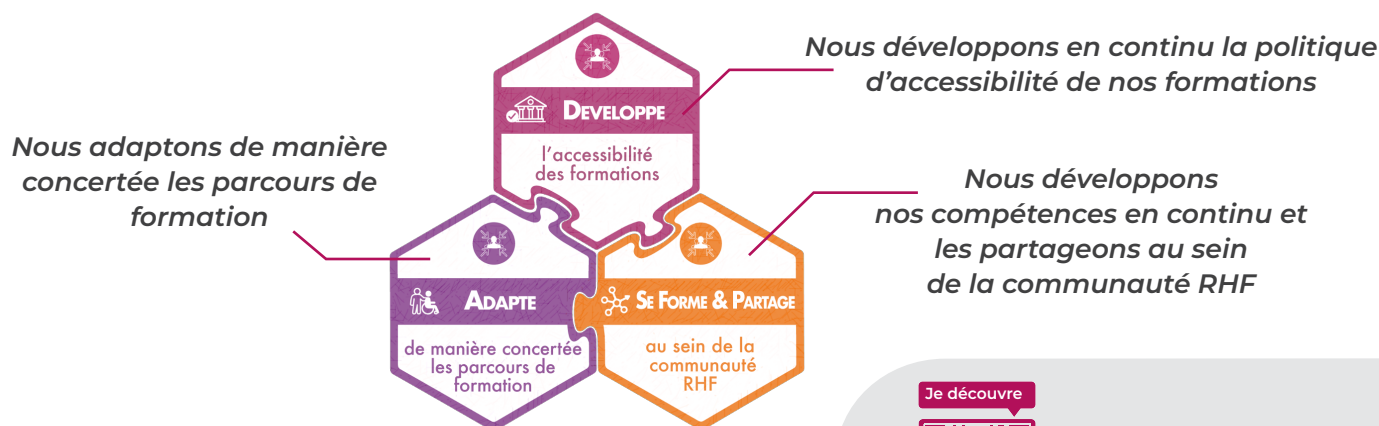 Nous développons en continu la politique
d’accessibilité de nos formations
DEVELOPPE
l’accessibilité
des formations
Nous adaptons de manière
concertée les parcours de
formation
Nous développons
nos compétences en continu et
les partageons au sein
de la communauté RHF
ADAPTE
de manière concertée
les parcours de
formation
SE FORME & PARTAGE
au sein de la
communauté
RHF
Je découvre